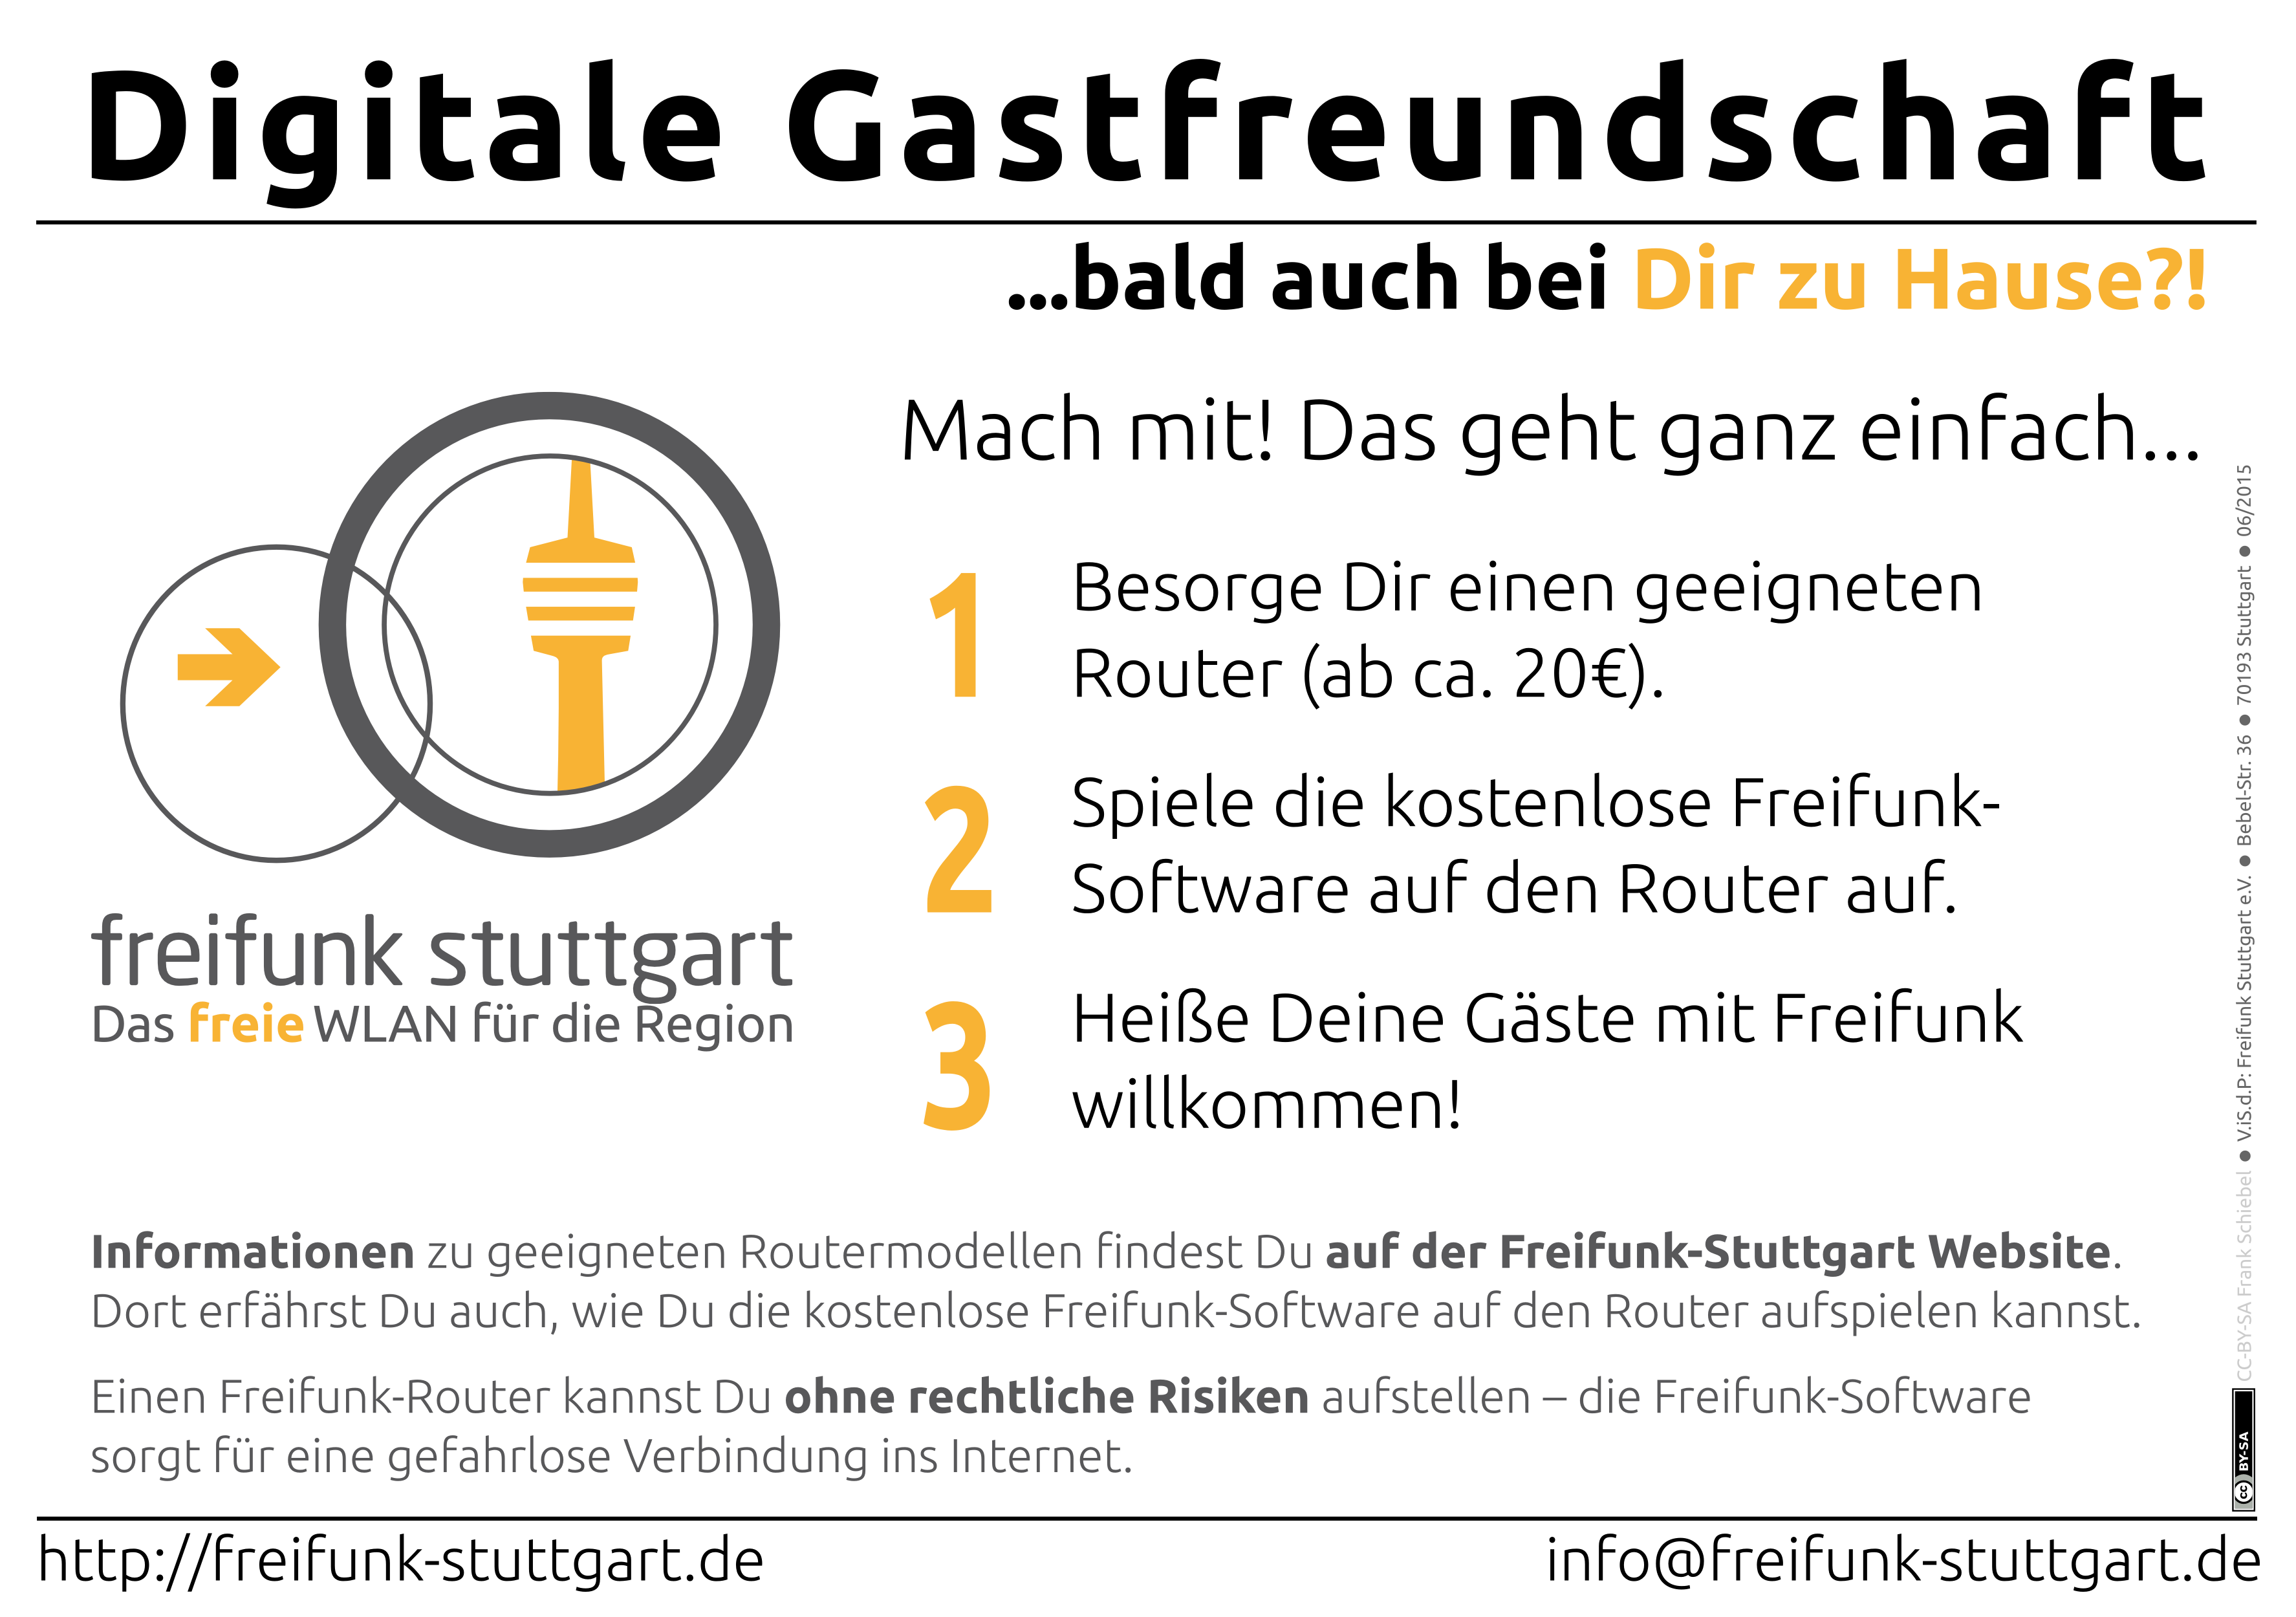 Digitale Gastfreundschaft
...bald auch bei Dir zu Hause?!
Mach mit! Das geht ganz einfach...
1
Besorge Dir einen geeigneten
Router (ab ca. 20€).
2
Spiele die kostenlose Freifunk-
Software auf den Router auf.
3
Heiße Deine Gäste mit Freifunk
willkommen!
freifunk stuttgart
Das freie WLAN für die Region
Informationen zu geeigneten Routermodellen findest Du auf der Freifunk-Stuttgart Website.
Dort erfährst Du auch, wie Du die kostenlose Freifunk-Software auf den Router aufspielen kannst.
Einen Freifunk-Router kannst Du ohne rechtliche Risiken aufstellen – die Freifunk-Software
sorgt für eine gefahrlose Verbindung ins Internet.
http://freifunk-stuttgart.de
info@freifunk-stuttgart.de
cc BY-SA
CC-BY-SA Frank Schiebel ● V.iS.d.P: Freifunk Stuttgart e.V. ● Bebel-Str. 36 ● 70193 Stuttgart ● 06/2015